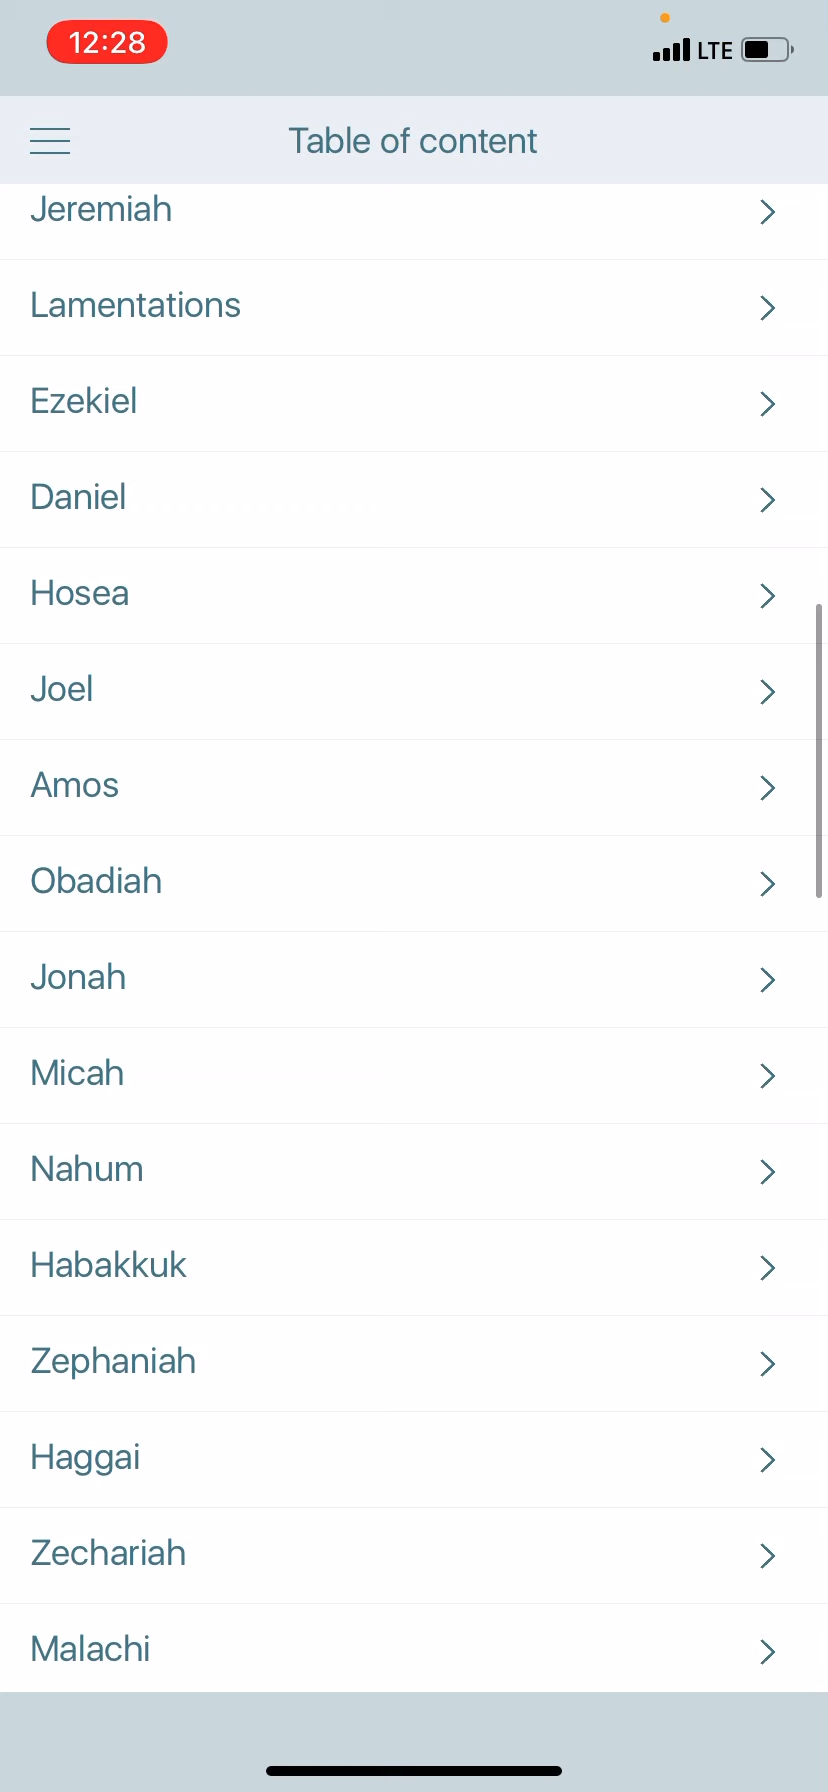 12:28
LTE
Table of content
Jeremiah
Lamentations
Ezekiel
Daniel
Hosea
Joel
Amos
Obadiah
Jonah
Micah
Nahum
Habakkuk
Zephaniah
Haggai
Zechariah
Malachi